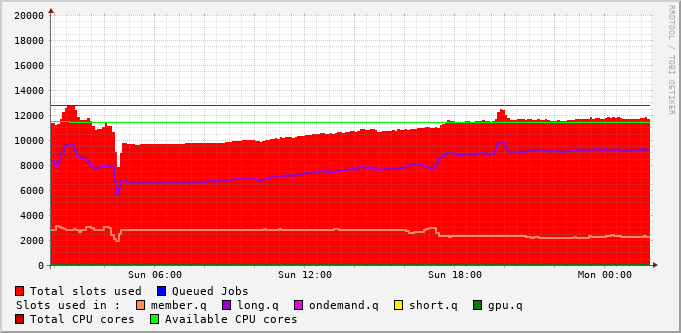 20000
18000
16000
14000
12000
10000
8000
6000
4000
2000
0
Sun 06:00 Sun 12:00 Sun 18:00 Mon 00:00
RRDTOOL / TOBI OETIKER
Total slots used Queued Jobs
Slots used in : member.q long.q ondemand.q short.q gpu.q
Total CPU cores Available CPU cores